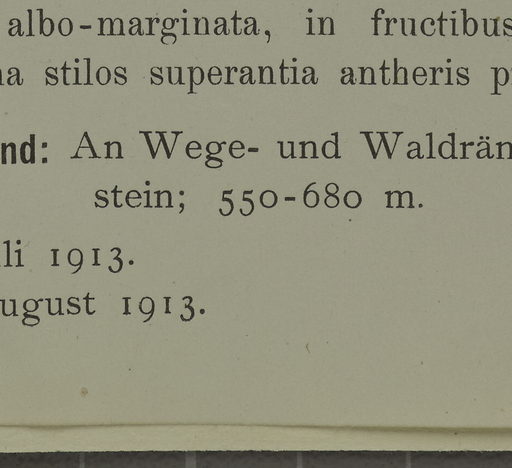 albo-marginata, in fructibus
na stilos superantia antheris p
nd: An Wege- und Waldrän
stein; 550-680 m.
li 1913.
ugust 1913.